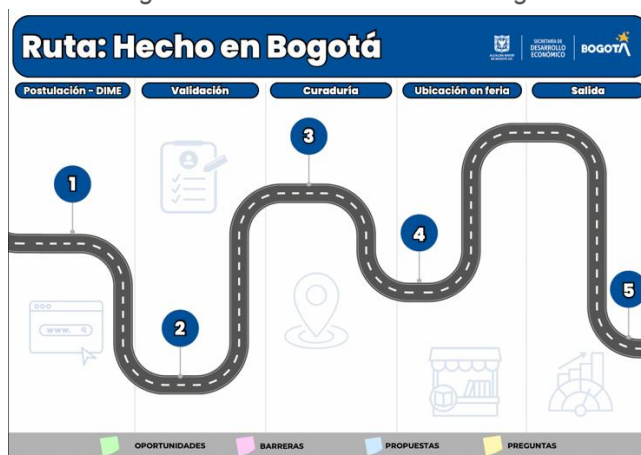 Ruta: Hecho en Bogotá
SECRETARÍA DE
DESARROLLO
ECONÓMICO
BOGOTÁ
Postulación - DIME
Validación
Curaduría
Ubicación en feria
Salida
1
2
3
4
5
www.
OPORTUNIDADES
BARRERAS
PROPUESTAS
PREGUNTAS